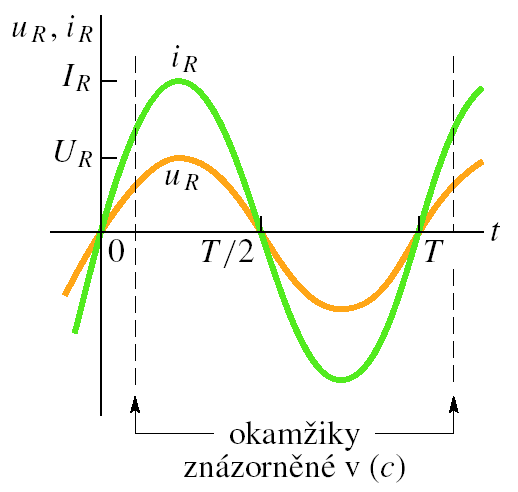 u_R, i_R
i_R
I_R
U_R
u_R
0
T/2
T
t
okamžiky
znázorněné v (c)